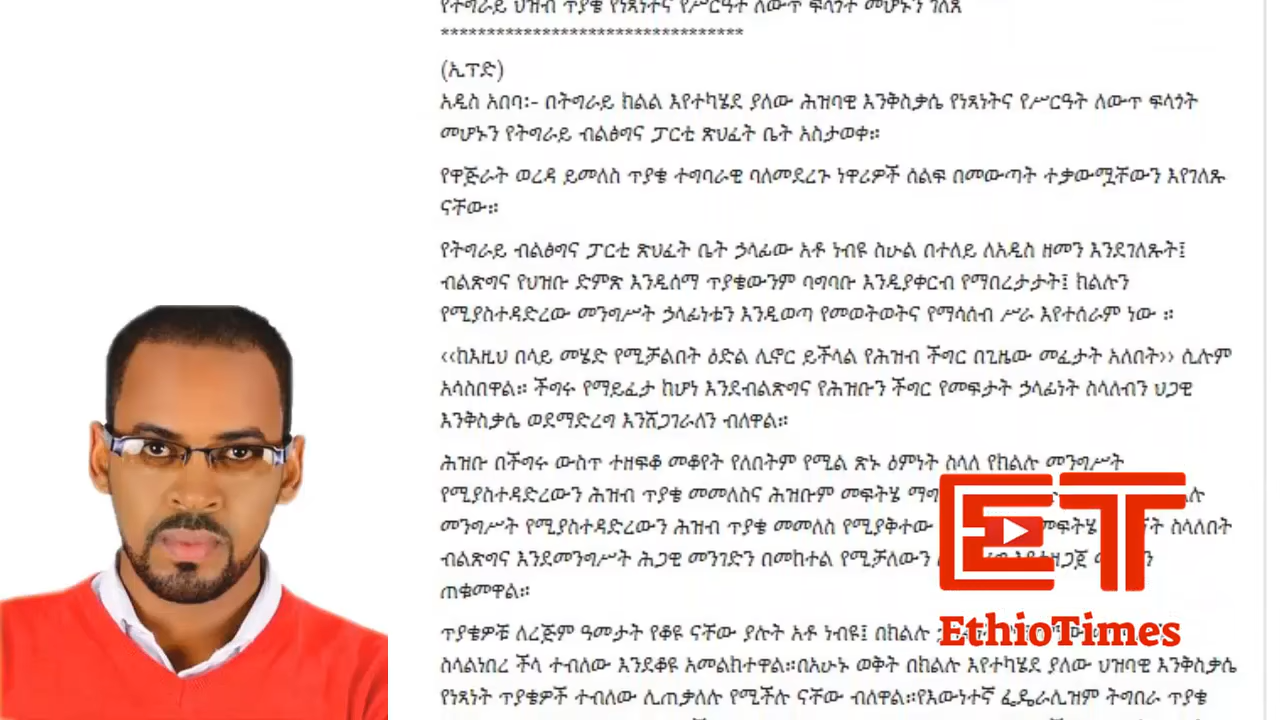 የትግራይ ህዝብ ጥያቄ የነጻነትና የሥርዓት ለውጥ ፍላጎት መሆኑን ገለጸ
*********************************
(ኢፕድ)
አዲስ አበባ፡- በትግራይ ክልል እየተካሄደ ያለው ሕዝባዊ እንቅስቃሴ የነጻነትና የሥርዓት ለውጥ ፍላጎት
መሆኑን የትግራይ ብልፅግና ፓርቲ ጽህፈት ቤት አስታወቀ።
የዋጅራት ወረዳ ይመለስ ጥያቄ ተግባራዊ ባለመደረጉ ነዋሪዎች ሰልፍ በመውጣት ተቃውሟቸውን እየገለጹ
ናቸው።
የትግራይ ብልፅግና ፓርቲ ጽህፈት ቤት ኃላፊው አቶ ነብዩ ስሁል በተለይ ለአዲስ ዘመን እንደገለጹት፤
ብልጽግና የህዝቡ ድምጽ እንዲሰማ ጥያቄውንም ባግባቡ እንዲያቀርብ የማበረታታት፤ ክልሉን
የሚያስተዳድረው መንግሥት ኃላፊነቱን እንዲወጣ የመወትወትና የማሳሰብ ሥራ እየተሰራም ነው ።
‹‹ከእዚህ በላይ መሄድ የሚቻልበት ዕድል ሊኖር ይችላል የሕዝብ ችግር በጊዜው መፈታት አለበት›› ሲሉም
አሳስበዋል። ችግሩ የማይፈታ ከሆነ እንደብልጽግና የሕዝቡን ችግር የመፍታት ኃላፊነት ስላለብን ህጋዊ
እንቅስቃሴ ወደማድረግ እንሸጋገራለን ብለዋል።
ሕዝቡ በችግሩ ውስጥ ተዘፍቆ መቆየት የለበትም የሚል ጽኑ ዕምነት ስላለ የክልሉ መንግሥት
የሚያስተዳድረውን ሕዝብ ጥያቄ መመለስና ሕዝቡም መፍትሄ
መንግሥት የሚያስተዳድረውን ሕዝብ ጥያቄ መመለስ የሚያቅተው ስላለበት
ብልጽግና እንደመንግሥት ሕጋዊ መንገድን በመከተል የሚቻለውን
ጠቁመዋል።
ጥያቄዎቹ ለረጅም ዓመታት የቆዩ ናቸው ያሉት አቶ ነብዩ፤ በክልሉ
ስላልነበረ ችላ ተብለው እንደቆዩ አመልክተዋል።በአሁኑ ወቅት በክልሉ እየተካሄደ ያለው ህዝባዊ እንቅስቃሴ
የነጻነት ጥያቄዎች ተብለው ሊጠቃለሉ የሚችሉ ናቸው ብለዋል።የእውነተኛ ፌዴራሊዝም ትግበራ ጥያቄ
ET
EthioTimes